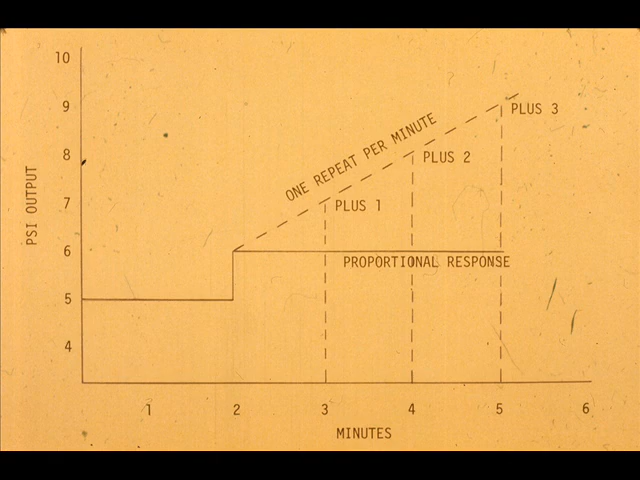 10
9
PLUS 3
ONE REPEAT PER MINUTE
8
PLUS 2
7
PLUS 1
PSI OUTPUT
6
PROPORTIONAL RESPONSE
5
4
1 2 3 4 5 6
MINUTES